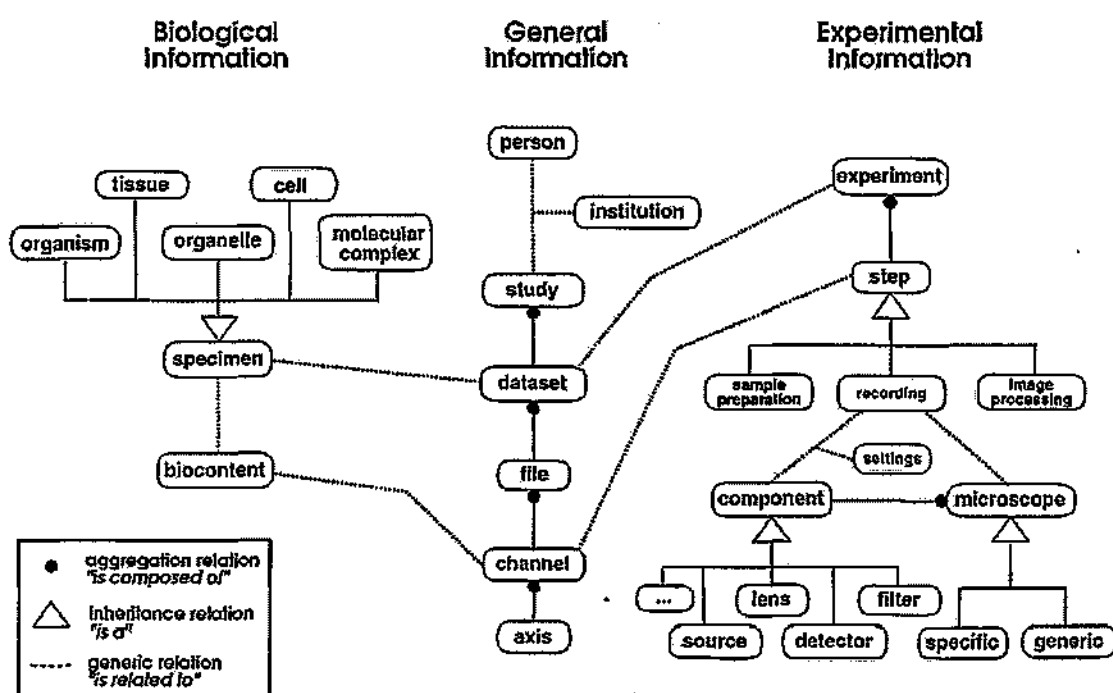 Biological
Information
General
Information
Experimental
Information
person
institution
study
dataset
file
channel
axis
tissue
cell
organism
organelle
molecular
complex
specimen
biocontent
experiment
step
sample
preparation
recording
image
processing
settings
component
microscope
...
lens
filter
source
detector
specific
generic
aggregation relation
"is composed of"
inheritance relation
"is a"
generic relation
"is related to"